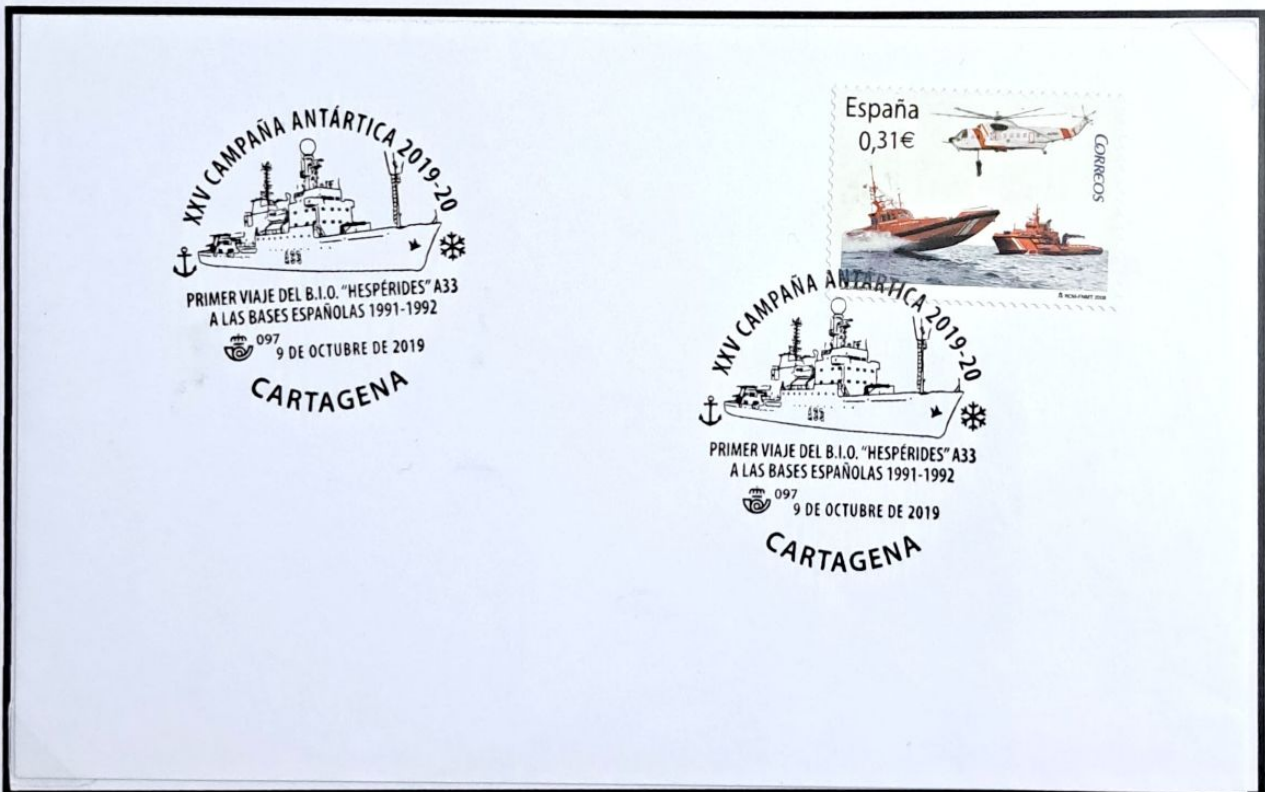 XXV CAMPAÑA ANTÁRTICA 2019-20
A33
PRIMER VIAJE DEL B.I.O. "HESPÉRIDES" A33
A LAS BASES ESPAÑOLAS 1991-1992
097
9 DE OCTUBRE DE 2019
CARTAGENA
España
0,31€
CORREOS
XXV CAMPAÑA ANTÁRTICA 2019-20
A33
PRIMER VIAJE DEL B.I.O. "HESPÉRIDES" A33
A LAS BASES ESPAÑOLAS 1991-1992
097
9 DE OCTUBRE DE 2019
CARTAGENA